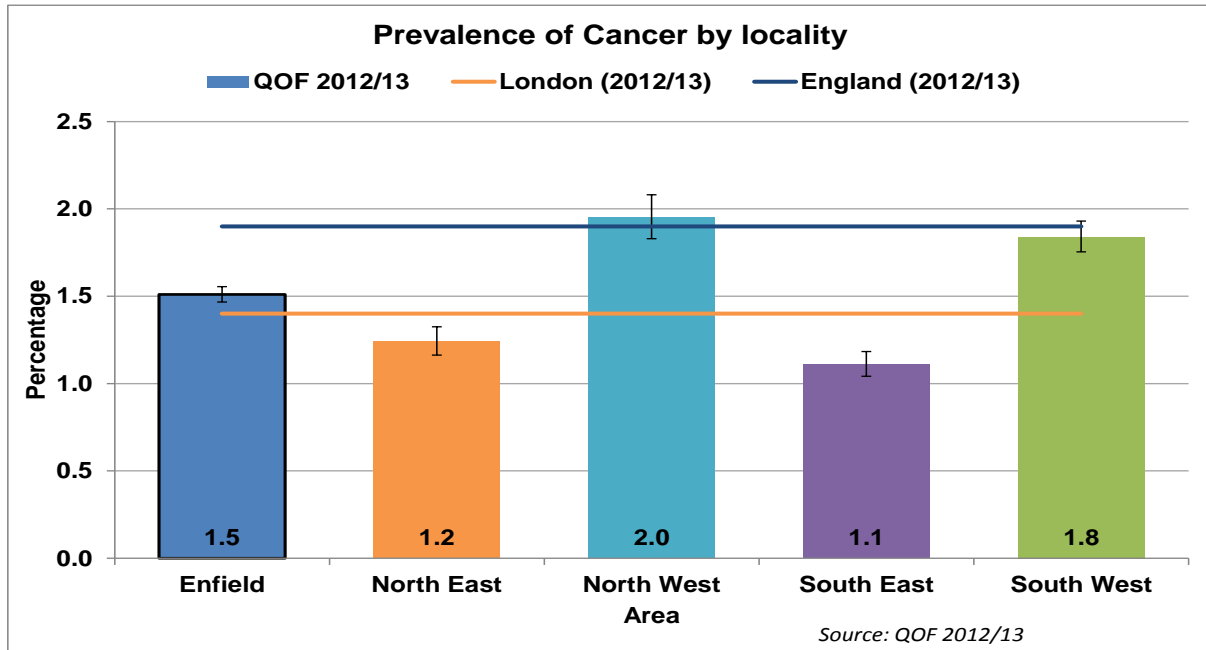 Prevalence of Cancer by locality
QOF 2012/13 London (2012/13) England (2012/13)
Percentage
2.5
2.0
1.5
1.0
0.5
0.0
1.5 1.2 2.0 1.1 1.8
Enfield North East North West South East South West
Area
Source: QOF 2012/13